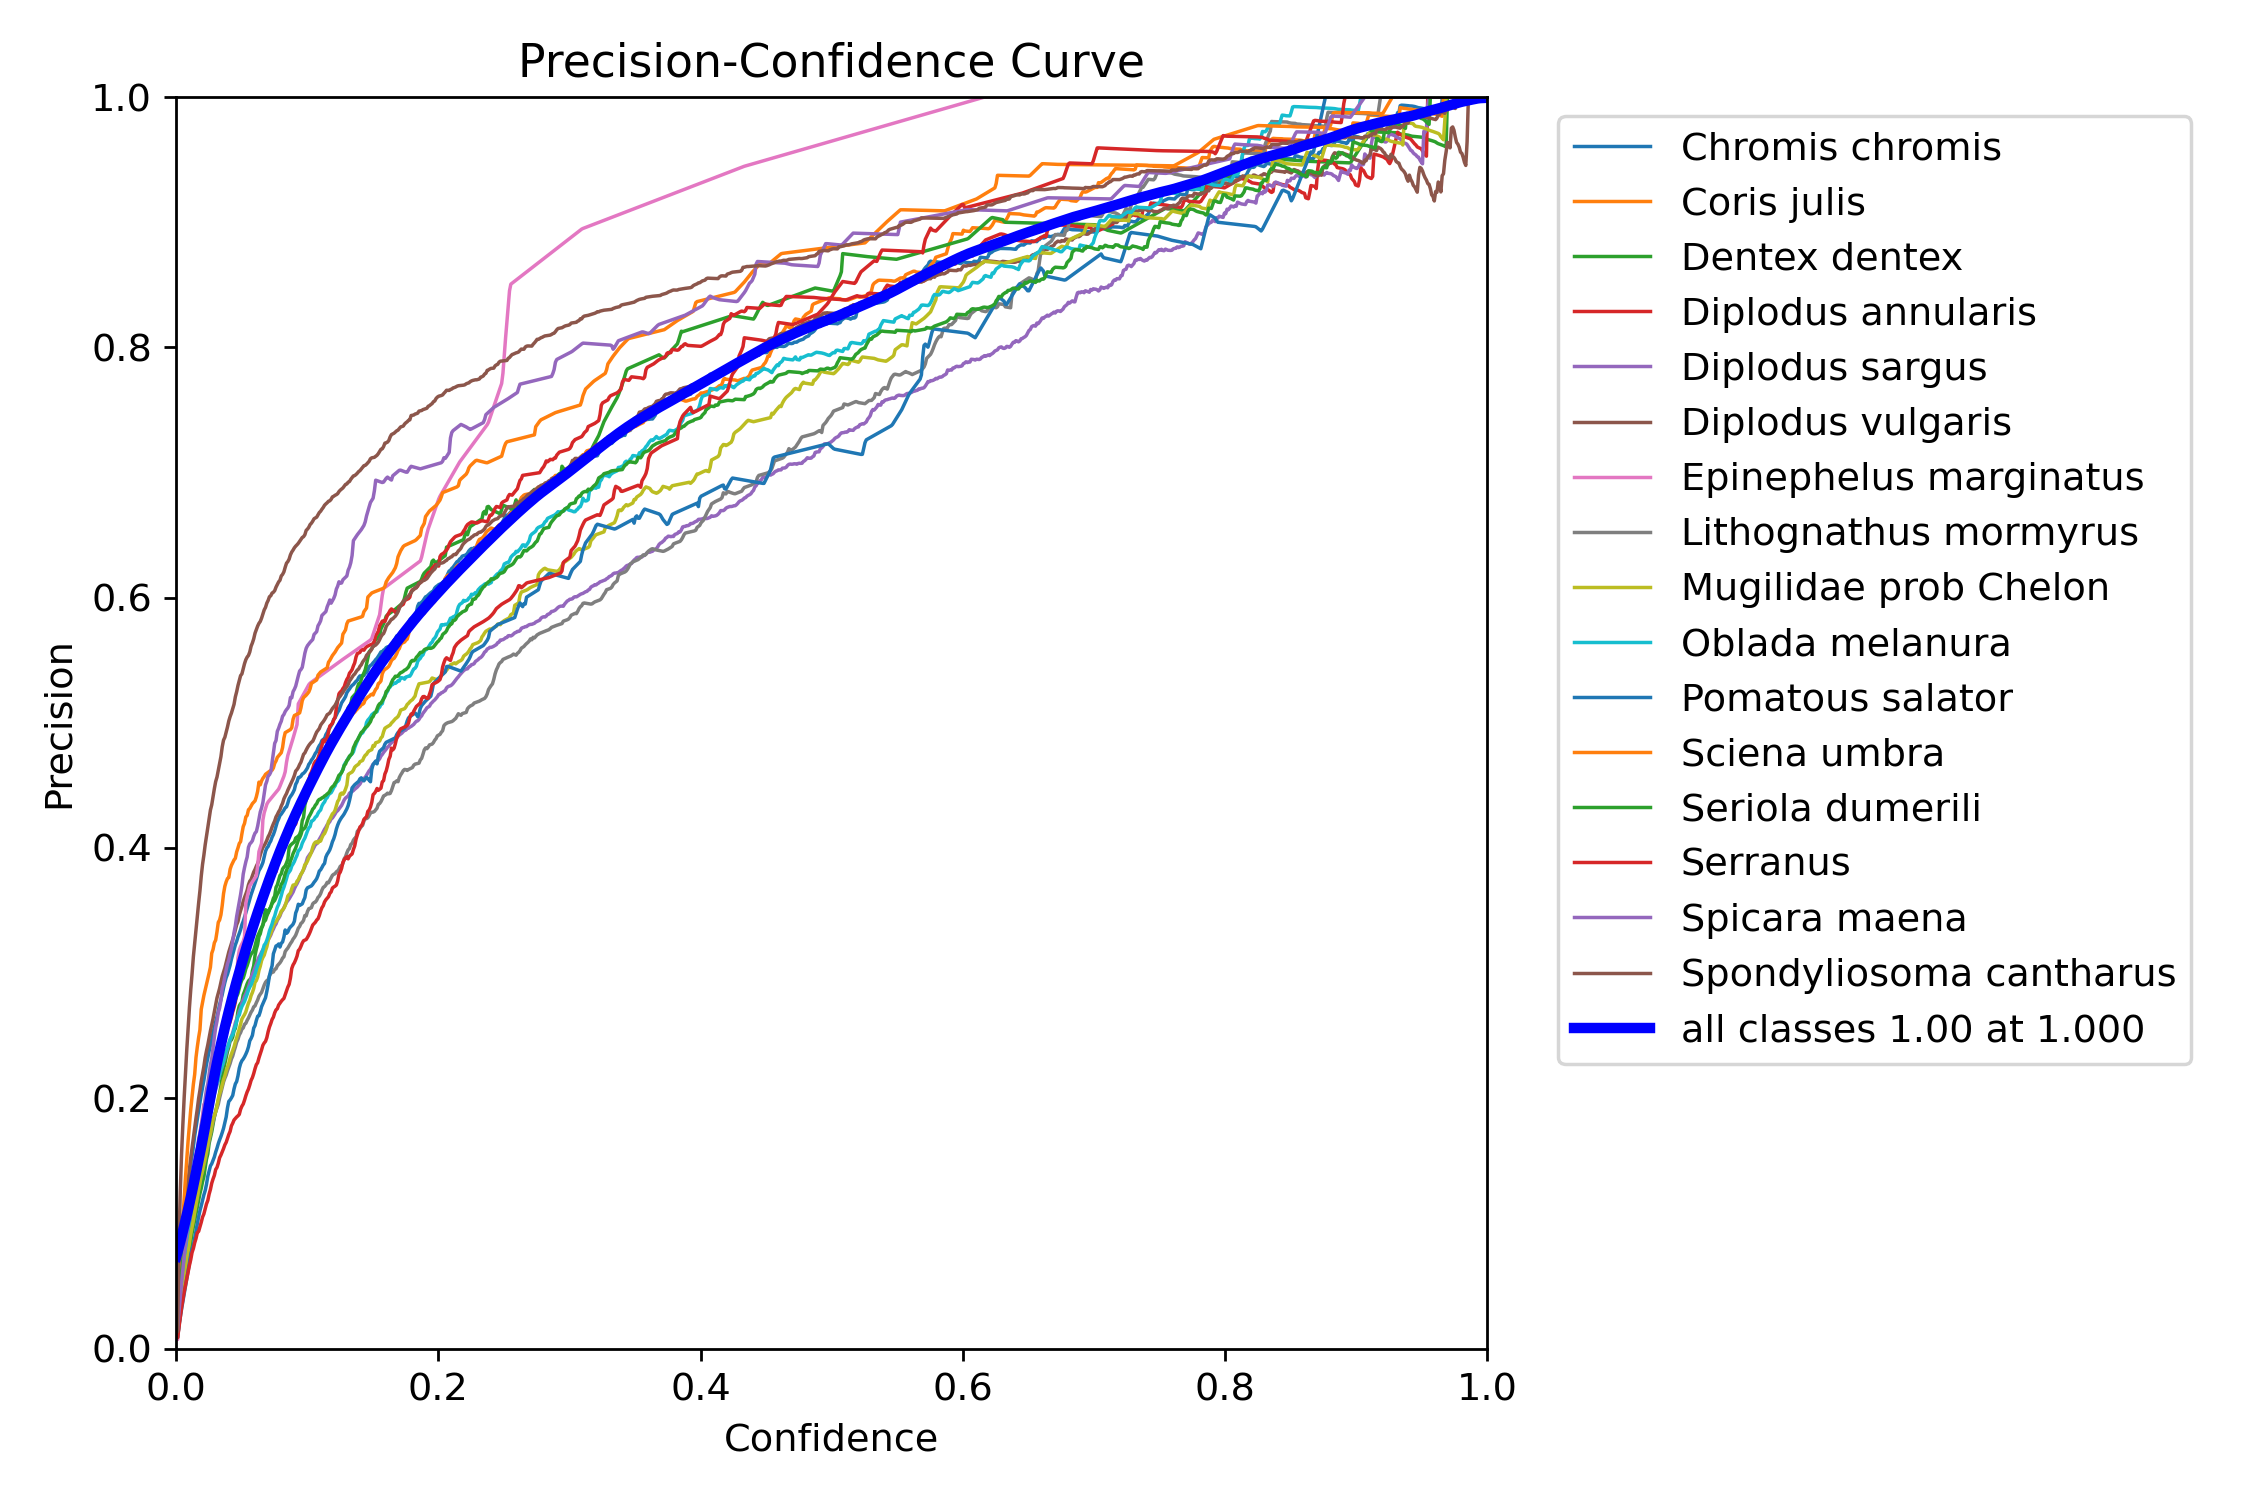 Precision-Confidence Curve
1.0
0.8
0.6
0.4
0.2
0.0
Precision
0.0 0.2 0.4 0.6 0.8 1.0
Confidence
Chromis chromis
Coris julis
Dentex dentex
Diplodus annularis
Diplodus sargus
Diplodus vulgaris
Epinephelus marginatus
Lithognathus mormyrus
Mugilidae prob Chelon
Oblada melanura
Pomatous salator
Sciena umbra
Seriola dumerili
Serranus
Spicara maena
Spondyliosoma cantharus
all classes 1.00 at 1.000